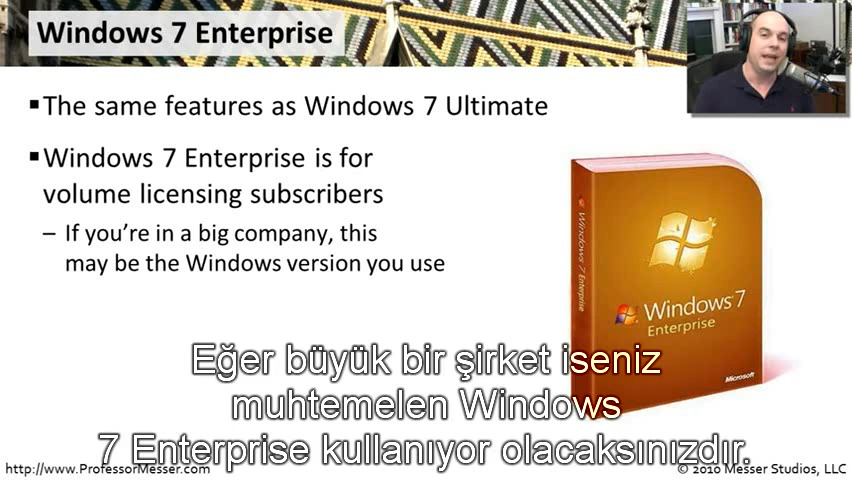 Windows 7 Enterprise
▪The same features as Windows 7 Ultimate
▪Windows 7 Enterprise is for
volume licensing subscribers
– If you're in a big company, this
may be the Windows version you use
Windows 7 Enterprise
Windows 7
Enterprise
Microsoft
Eğer büyük bir şirket iseniz
muhtemelen Windows
7 Enterprise kullanıyor olacaksınızdır.
http://www.ProfessorMesser.com
© 2010 Messer Studios, LLC